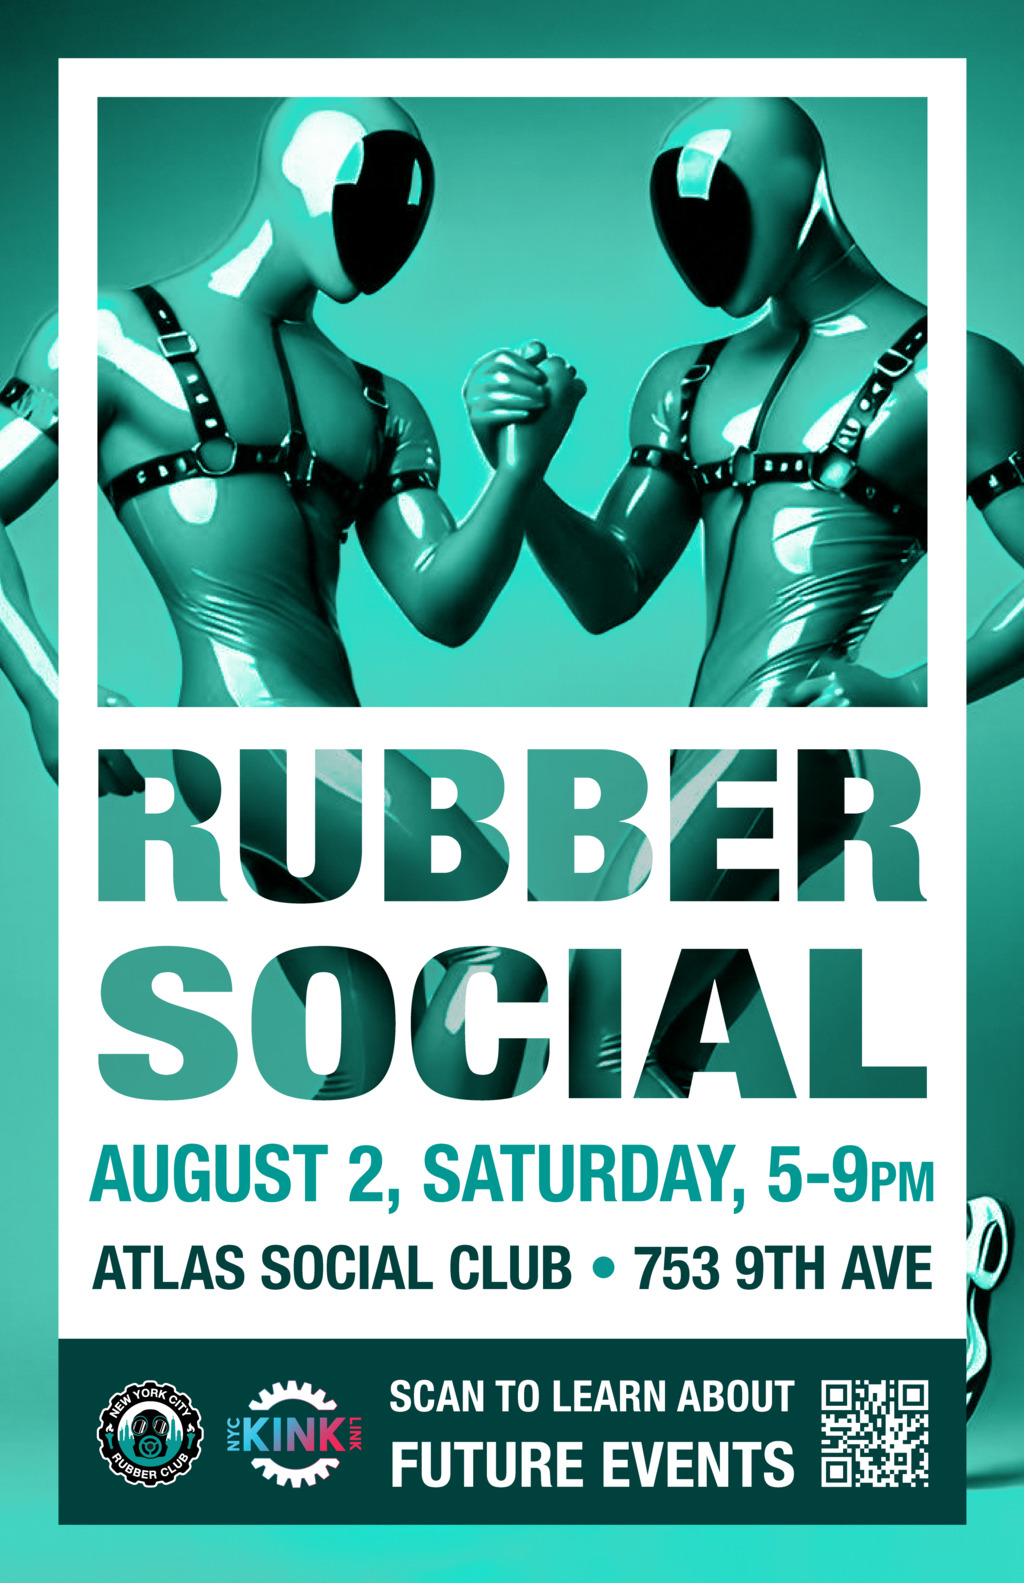 RUBBER
SOCIAL
AUGUST 2, SATURDAY, 5-9PM
ATLAS SOCIAL CLUB • 753 9TH AVE
NEW YORK CITY
RUBBER CLUB
NYC
KINK
LINK
SCAN TO LEARN ABOUT
FUTURE EVENTS